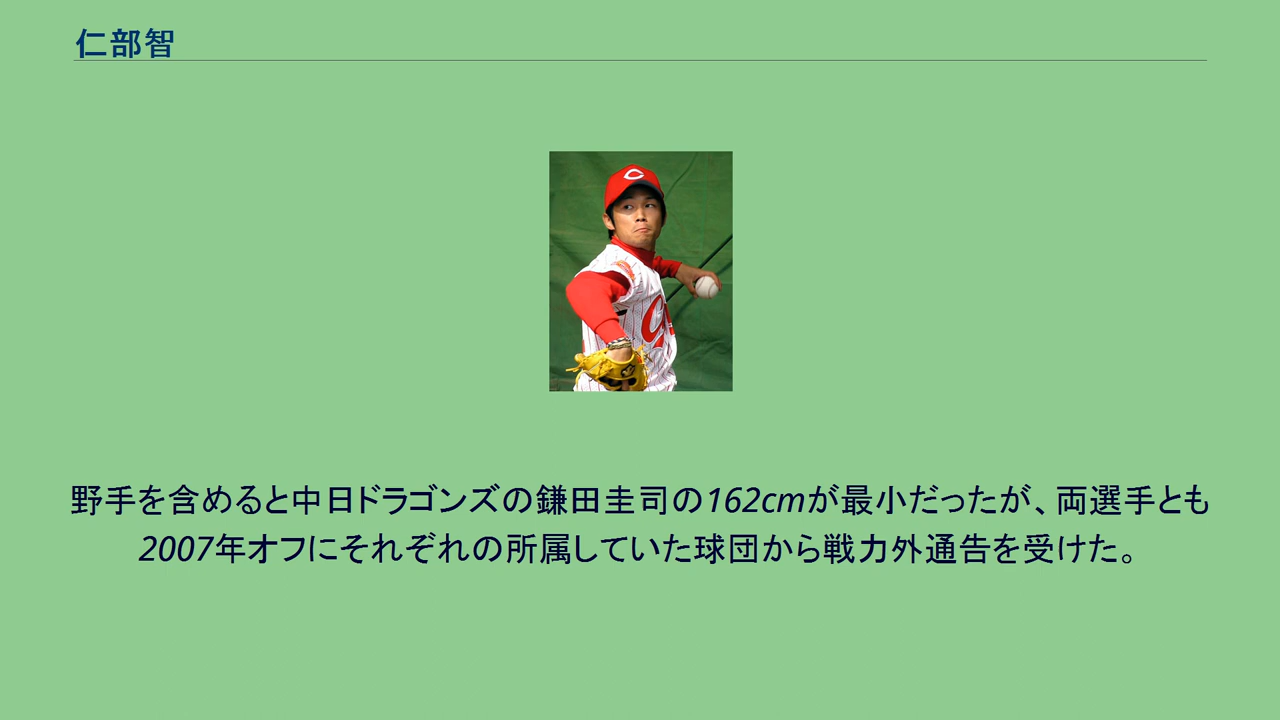 仁部智
C
野手を含めると中日ドラゴンズの鎌田圭司の162cmが最小だったが、両選手とも
2007年オフにそれぞれの所属していた球団から戦力外通告を受けた。